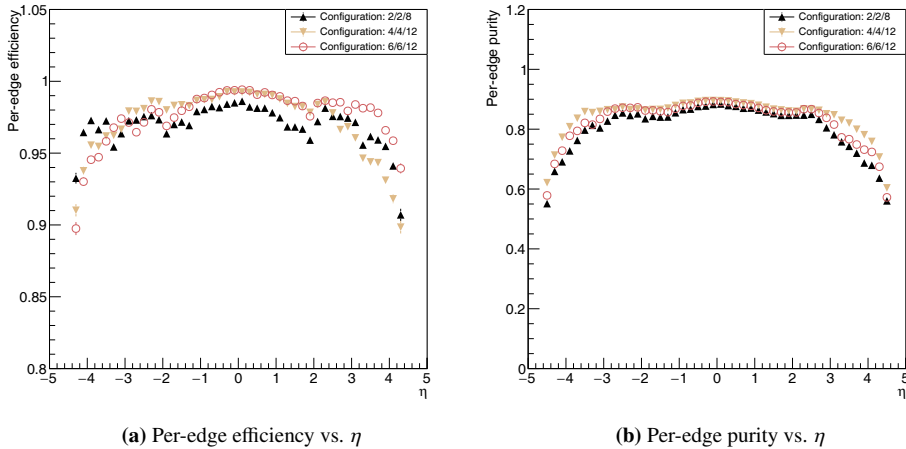 Per-edge efficiency
1.05
1
0.95
0.9
0.85
0.8
Configuration: 2/2/8
Configuration: 4/4/12
Configuration: 6/6/12
−5 −4 −3 −2 −1 0 1 2 3 4 5
η
(a) Per-edge efficiency vs. η
Per-edge purity
1.2
1
0.8
0.6
0.4
0.2
0
Configuration: 2/2/8
Configuration: 4/4/12
Configuration: 6/6/12
−5 −4 −3 −2 −1 0 1 2 3 4 5
η
(b) Per-edge purity vs. η